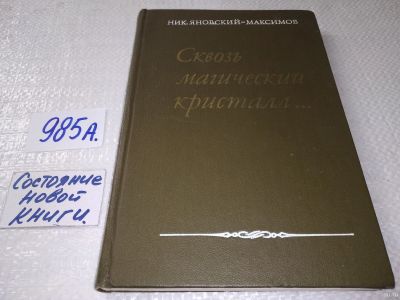 НИК. ЯНОВСКИЙ-МАКСИМОВ
Сквозь
магический
кристалл...
985А.
Состояние
новой
книги.